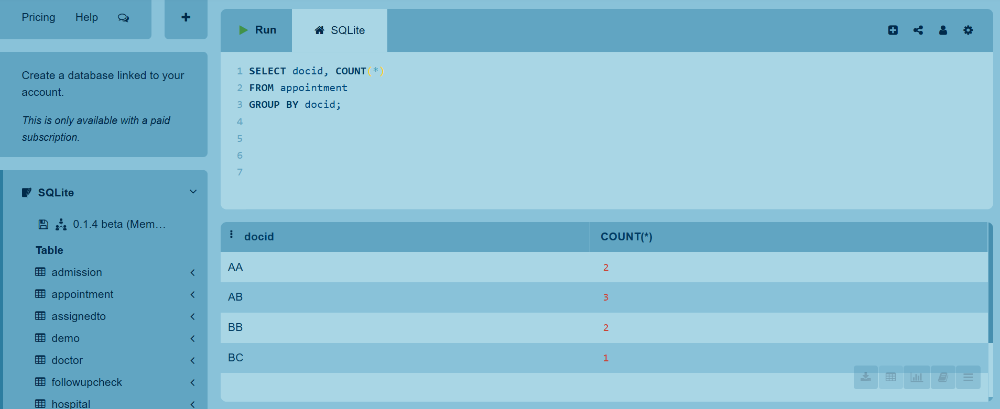 Pricing Help
Run
SQLite
Create a database linked to your
account.
This is only available with a paid
subscription.
SQLite
0.1.4 beta (Mem…
Table
admission
appointment
assignedto
demo
doctor
followupcheck
hospital
1 SELECT docid, COUNT(*)
2 FROM appointment
3 GROUP BY docid;
4
5
6
7
docid COUNT(*)
AA 2
AB 3
BB 2
BC 1